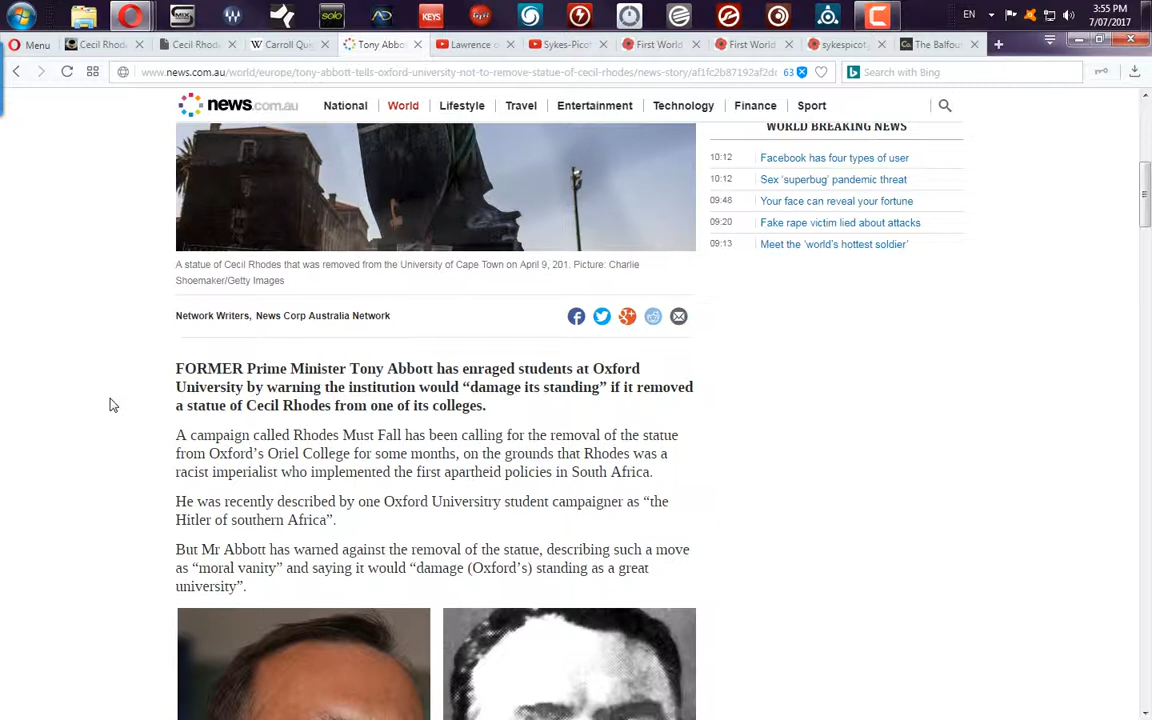 SMIX
solo
AD
KEYS
EN
3:55 PM
7/07/2017
Menu
Cecil Rhod
Cecil Rhod
Carroll Qu
Tony Abbo
Lawrence o
Sykes-Picot
First World
First World
sykespicot
The Balfou
www.news.com.au/world/europe/tony-abbott-tells-oxford-university-not-to-remove-statue-of-cecil-rhodes/news-story/af1fc2b87192af2d
63
Search with Bing
news.com.au
National
World
Lifestyle
Travel
Entertainment
Technology
Finance
Sport
WORLD BREAKING NEWS
10:12 Facebook has four types of user
10:12 Sex ‘superbug’ pandemic threat
09:48 Your face can reveal your fortune
09:20 Fake rape victim lied about attacks
09:13 Meet the ‘world’s hottest soldier’
A statue of Cecil Rhodes that was removed from the University of Cape Town on April 9, 201. Picture: Charlie
Shoemaker/Getty Images
Network Writers, News Corp Australia Network
FORMER Prime Minister Tony Abbott has enraged students at Oxford
University by warning the institution would “damage its standing” if it removed
a statue of Cecil Rhodes from one of its colleges.
A campaign called Rhodes Must Fall has been calling for the removal of the statue
from Oxford’s Oriel College for some months, on the grounds that Rhodes was a
racist imperialist who implemented the first apartheid policies in South Africa.
He was recently described by one Oxford Universitry student campaigner as “the
Hitler of southern Africa”.
But Mr Abbott has warned against the removal of the statue, describing such a move
as “moral vanity” and saying it would “damage (Oxford’s) standing as a great
university”.